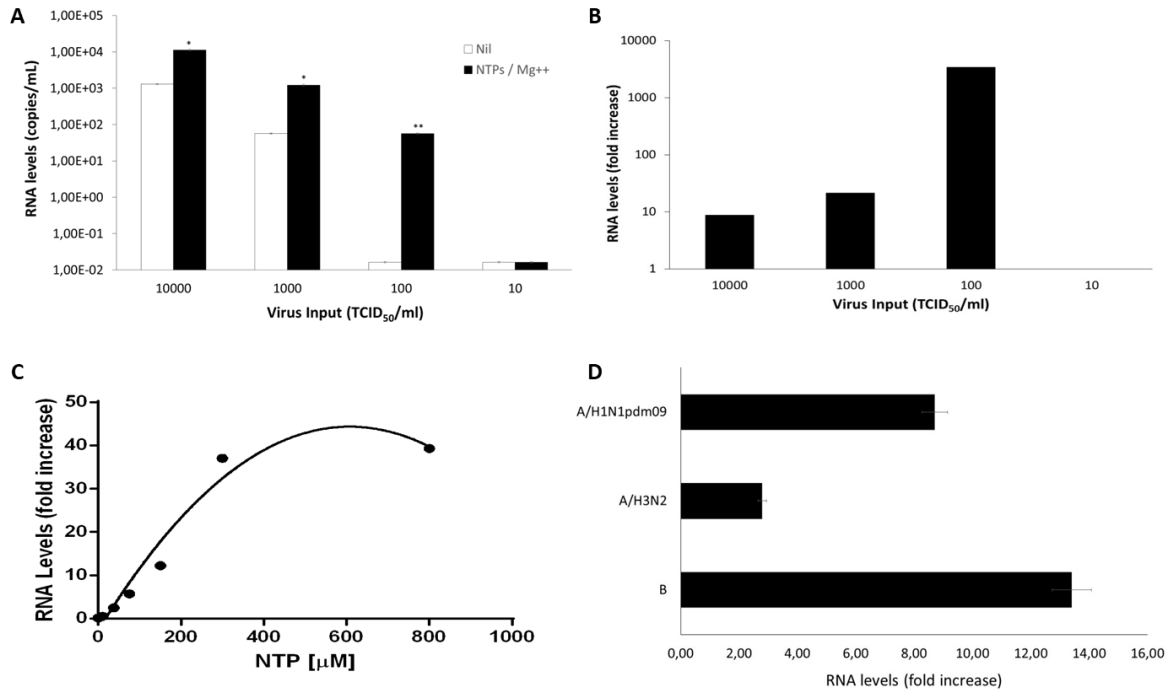 A
1,00E+05
1,00E+04
1,00E+03
1,00E+02
1,00E+01
1,00E+00
1,00E-01
1,00E-02
RNA levels (copies/mL)
* * **
Nil
NTPs / Mg++
10000 1000 100 10
Virus Input (TCID50/ml)
B
10000
1000
100
10
1
RNA levels (fold increase)
10000 1000 100 10
Virus Input (TCID50/ml)
C
50
40
30
20
10
0
RNA Levels (fold increase)
0 200 400 600 800 1000
NTP [μM]
D
A/H1N1pdm09
A/H3N2
B
0,00 2,00 4,00 6,00 8,00 10,00 12,00 14,00 16,00
RNA levels (fold increase)